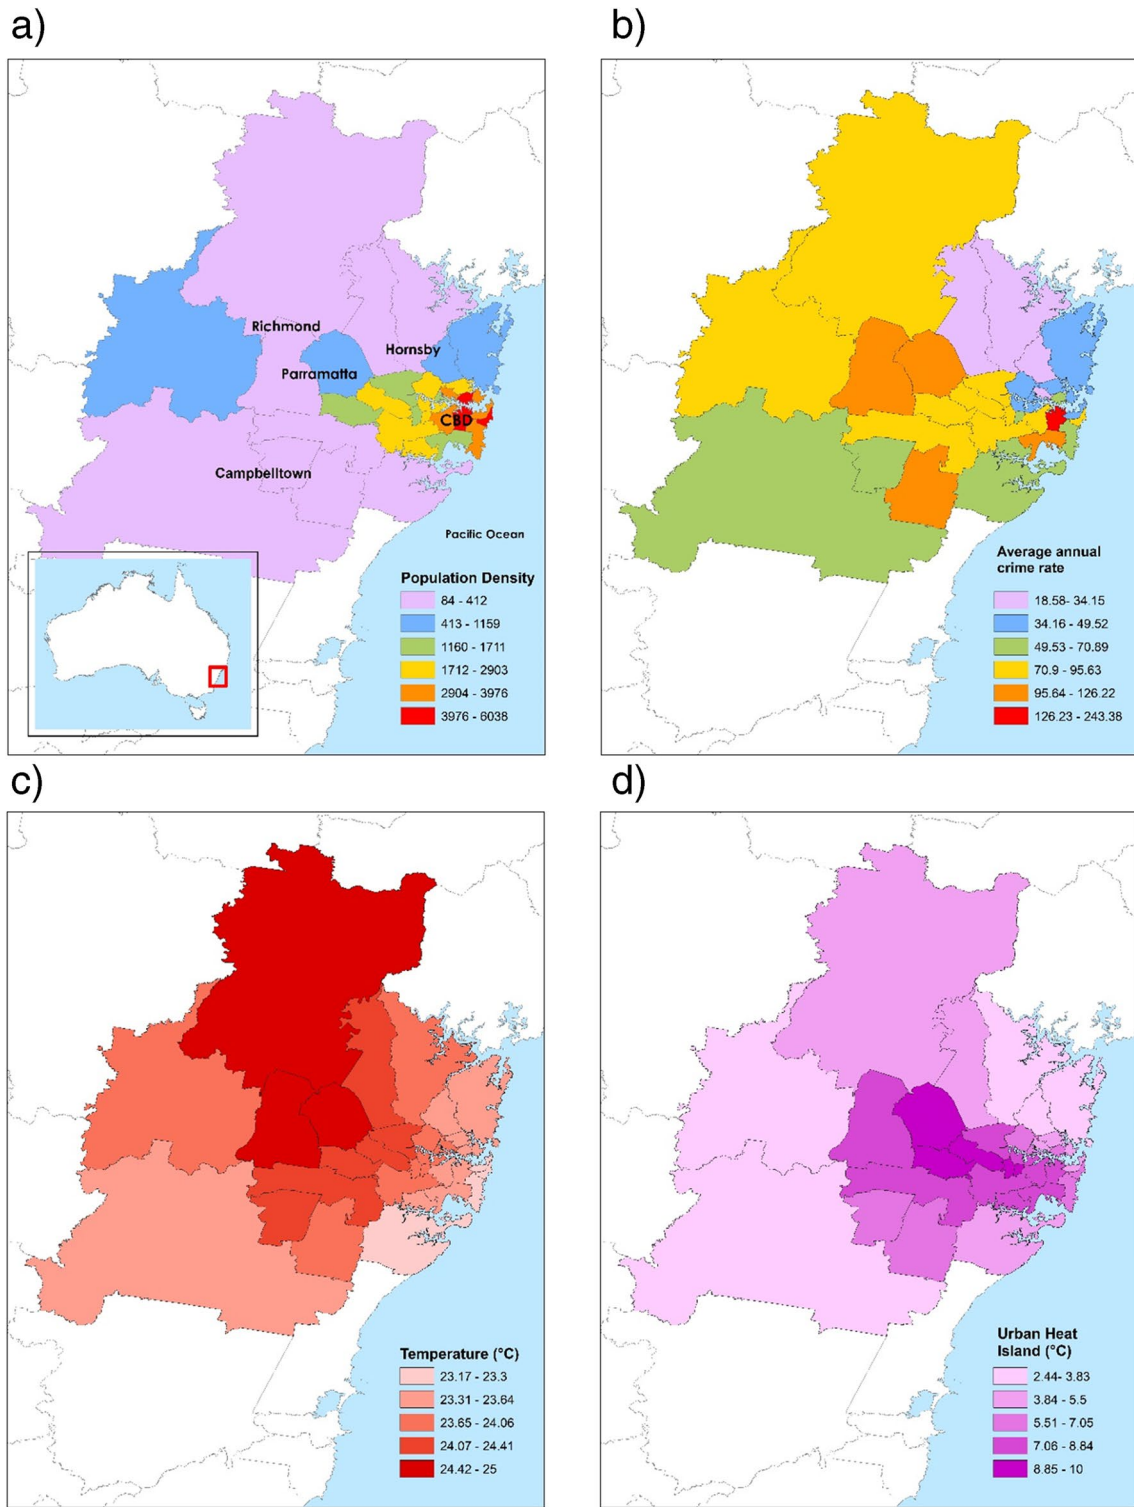 a)
Richmond
Hornsby
Parramatta
CBD
Campbelltown
Pacific Ocean
Population Density
84 - 412
413 - 1159
1160 - 1711
1712 - 2903
2904 - 3976
3976 - 6038
b)
Average annual
crime rate
18.58- 34.15
34.16 - 49.52
49.53 - 70.89
70.9 - 95.63
95.64 - 126.22
126.23 - 243.38
c)
Temperature (°C)
23.17 - 23.3
23.31 - 23.64
23.65 - 24.06
24.07 - 24.41
24.42 - 25
d)
Urban Heat
Island (°C)
2.44- 3.83
3.84 - 5.5
5.51 - 7.05
7.06 - 8.84
8.85 - 10